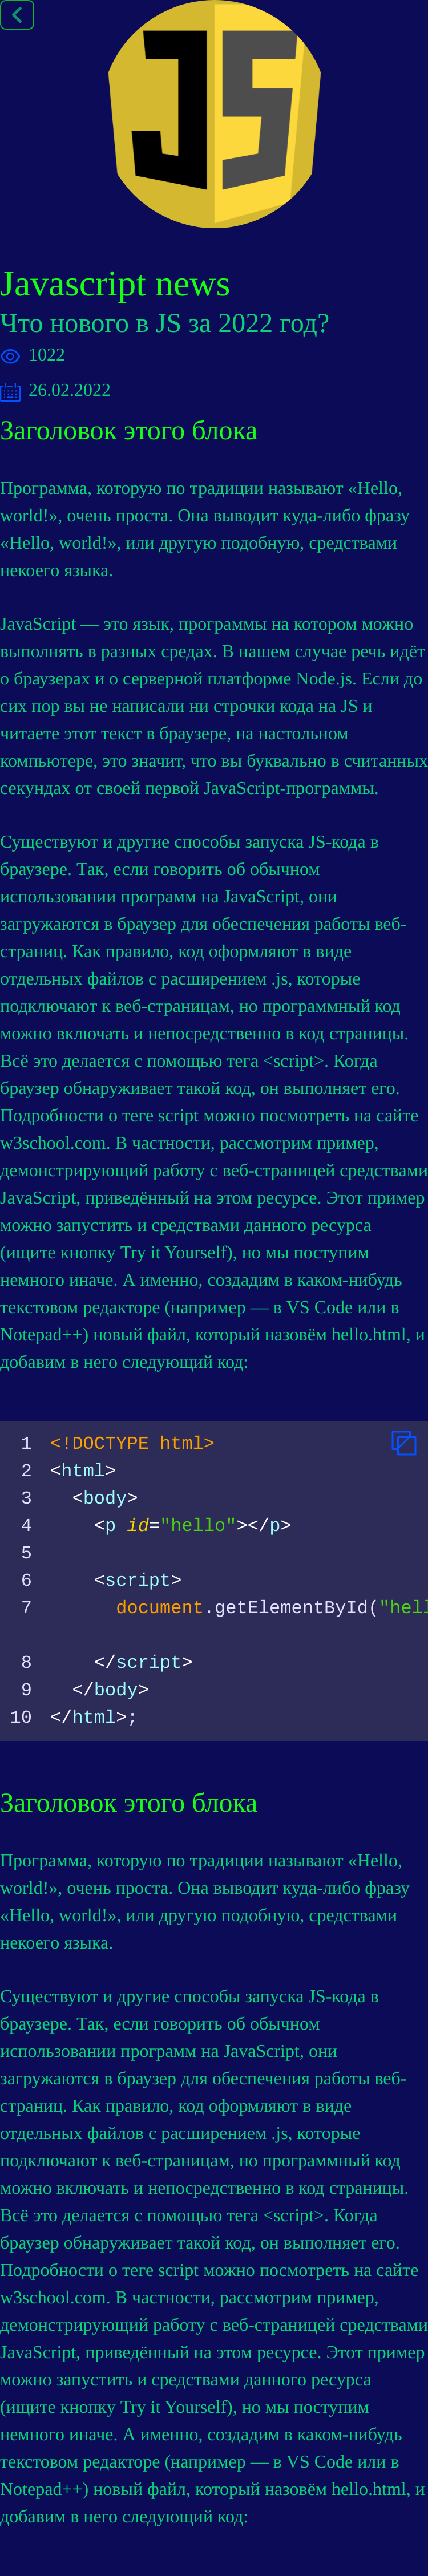 JS
Javascript news
Что нового в JS за 2022 год?
1022
26.02.2022
Заголовок этого блока
Программа, которую по традиции называют «Hello,
world!», очень проста. Она выводит куда-либо фразу
«Hello, world!», или другую подобную, средствами
некоего языка.
JavaScript — это язык, программы на котором можно
выполнять в разных средах. В нашем случае речь идёт
о браузерах и о серверной платформе Node.js. Если до
сих пор вы не написали ни строчки кода на JS и
читаете этот текст в браузере, на настольном
компьютере, это значит, что вы буквально в считанных
секундах от своей первой JavaScript-программы.
Существуют и другие способы запуска JS-кода в
браузере. Так, если говорить об обычном
использовании программ на JavaScript, они
загружаются в браузер для обеспечения работы веб-
страниц. Как правило, код оформляют в виде
отдельных файлов с расширением .js, которые
подключают к веб-страницам, но программный код
можно включать и непосредственно в код страницы.
Всё это делается с помощью тега <script>. Когда
браузер обнаруживает такой код, он выполняет его.
Подробности о теге script можно посмотреть на сайте
w3school.com. В частности, рассмотрим пример,
демонстрирующий работу с веб-страницей средствами
JavaScript, приведённый на этом ресурсе. Этот пример
можно запустить и средствами данного ресурса
(ищите кнопку Try it Yourself), но мы поступим
немного иначе. А именно, создадим в каком-нибудь
текстовом редакторе (например — в VS Code или в
Notepad++) новый файл, который назовём hello.html, и
добавим в него следующий код:
1 <!DOCTYPE html>
2 <html>
3 <body>
4 <p id="hello"></p>
5
6 <script>
7 document.getElementById("hell
8 </script>
9 </body>
10 </html>;
Заголовок этого блока
Программа, которую по традиции называют «Hello,
world!», очень проста. Она выводит куда-либо фразу
«Hello, world!», или другую подобную, средствами
некоего языка.
Существуют и другие способы запуска JS-кода в
браузере. Так, если говорить об обычном
использовании программ на JavaScript, они
загружаются в браузер для обеспечения работы веб-
страниц. Как правило, код оформляют в виде
отдельных файлов с расширением .js, которые
подключают к веб-страницам, но программный код
можно включать и непосредственно в код страницы.
Всё это делается с помощью тега <script>. Когда
браузер обнаруживает такой код, он выполняет его.
Подробности о теге script можно посмотреть на сайте
w3school.com. В частности, рассмотрим пример,
демонстрирующий работу с веб-страницей средствами
JavaScript, приведённый на этом ресурсе. Этот пример
можно запустить и средствами данного ресурса
(ищите кнопку Try it Yourself), но мы поступим
немного иначе. А именно, создадим в каком-нибудь
текстовом редакторе (например — в VS Code или в
Notepad++) новый файл, который назовём hello.html, и
добавим в него следующий код: